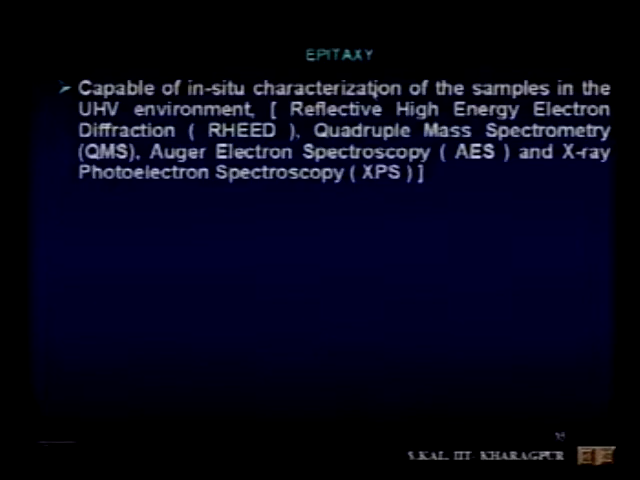 EPITAXY
➢ Capable of in-situ characterization of the samples in the
UHV environment, [ Reflective High Energy Electron
Diffraction ( RHEED ), Quadruple Mass Spectrometry
(QMS), Auger Electron Spectroscopy ( AES ) and X-ray
Photoelectron Spectroscopy ( XPS ) ]
S.KAL, IIT KHARAGPUR